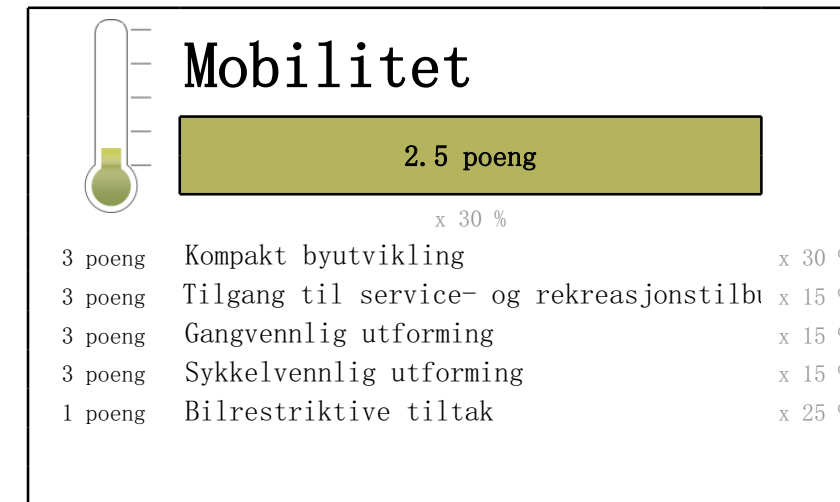 Mobilitet
2.5 poeng
x 30 %
3 poeng Kompakt byutvikling x 30
3 poeng Tilgang til service- og x 15
3 poeng Gangvennlig utforming x 15
3 poeng Sykkelvennlig utforming x 15
1 poeng Bilrestriktive tiltak x 25